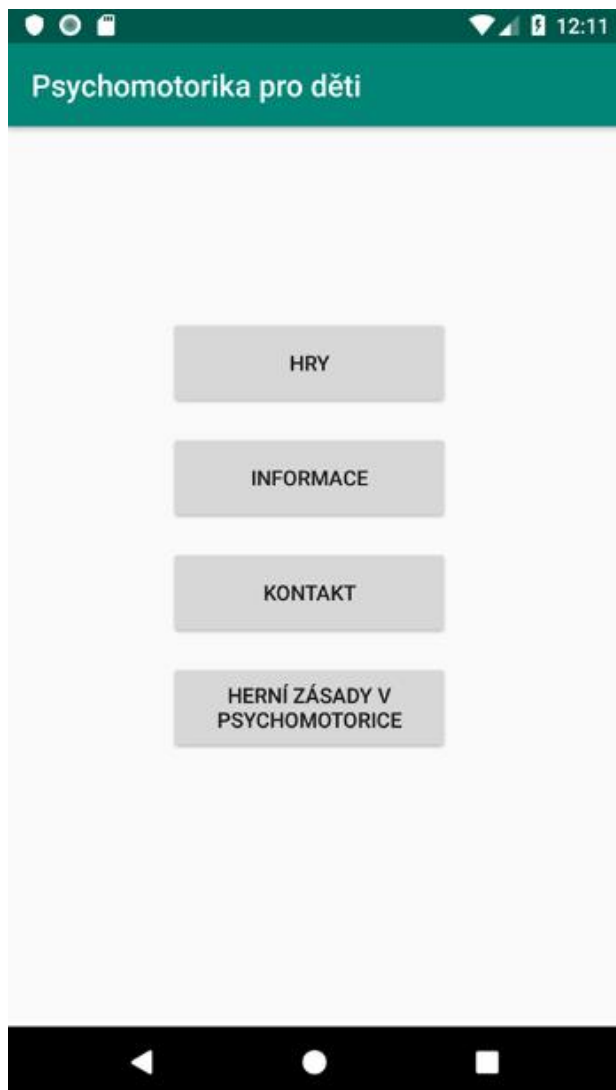 12:11
Psychomotorika pro děti
HRY
INFORMACE
KONTAKT
HERNÍ ZÁSADY V
PSYCHOMOTORICE